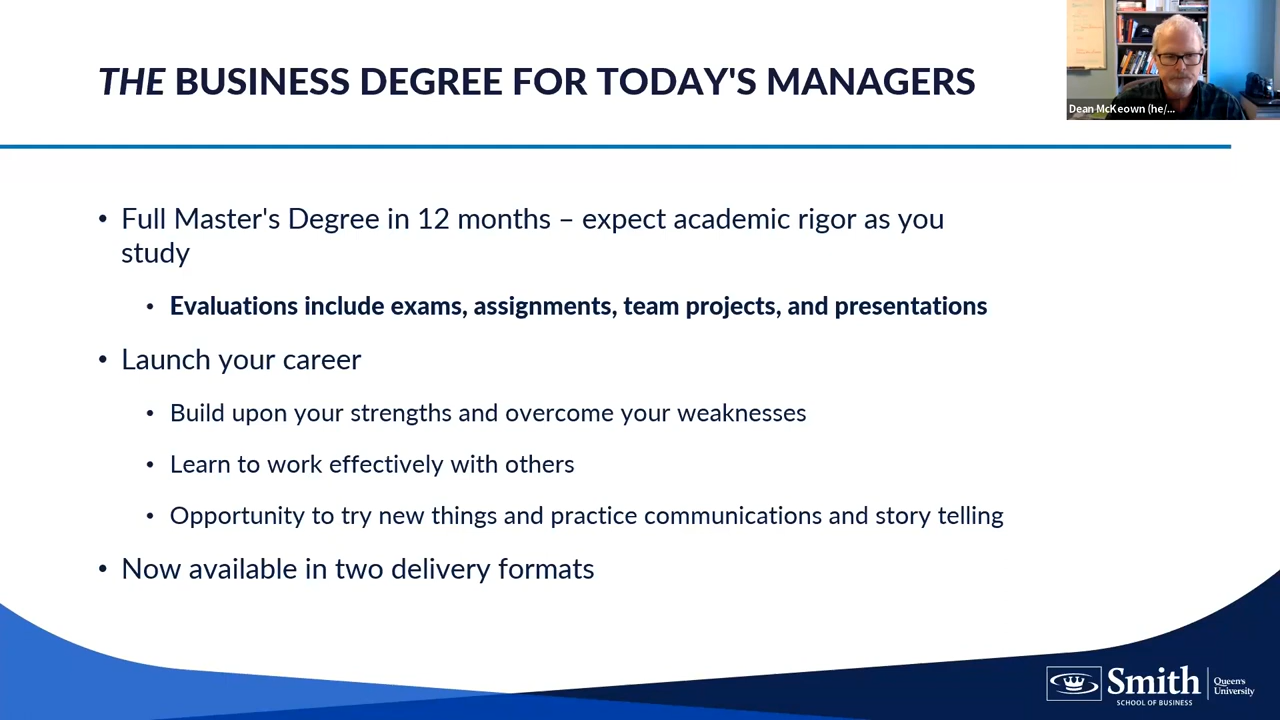 THE BUSINESS DEGREE FOR TODAY'S MANAGERS
Dean McKeown (he/...
• Full Master's Degree in 12 months – expect academic rigor as you
study
• Evaluations include exams, assignments, team projects, and presentations
• Launch your career
• Build upon your strengths and overcome your weaknesses
• Learn to work effectively with others
• Opportunity to try new things and practice communications and story telling
• Now available in two delivery formats
Smith
SCHOOL OF BUSINESS
Queen's
University